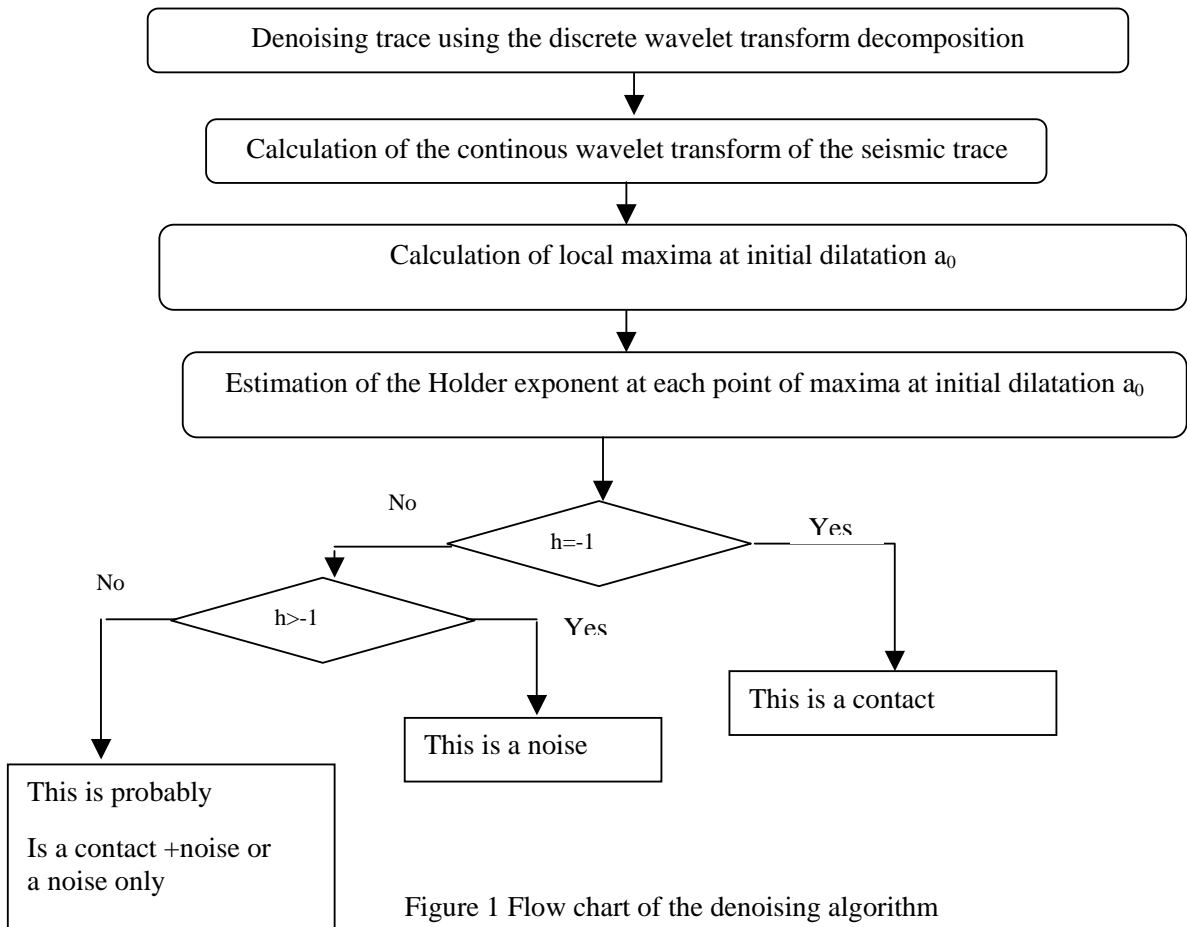 Denoising trace using the discrete wavelet transform decomposition
Calculation of the continous wavelet transform of the seismic trace
Calculation of local maxima at initial dilatation a₀
Estimation of the Holder exponent at each point of maxima at initial dilatation a₀
No
h=-1
Yes
No
h>-1
Yes
This is a contact
This is a noise
This is probably
Is a contact +noise or
a noise only
Figure 1 Flow chart of the denoising algorithm